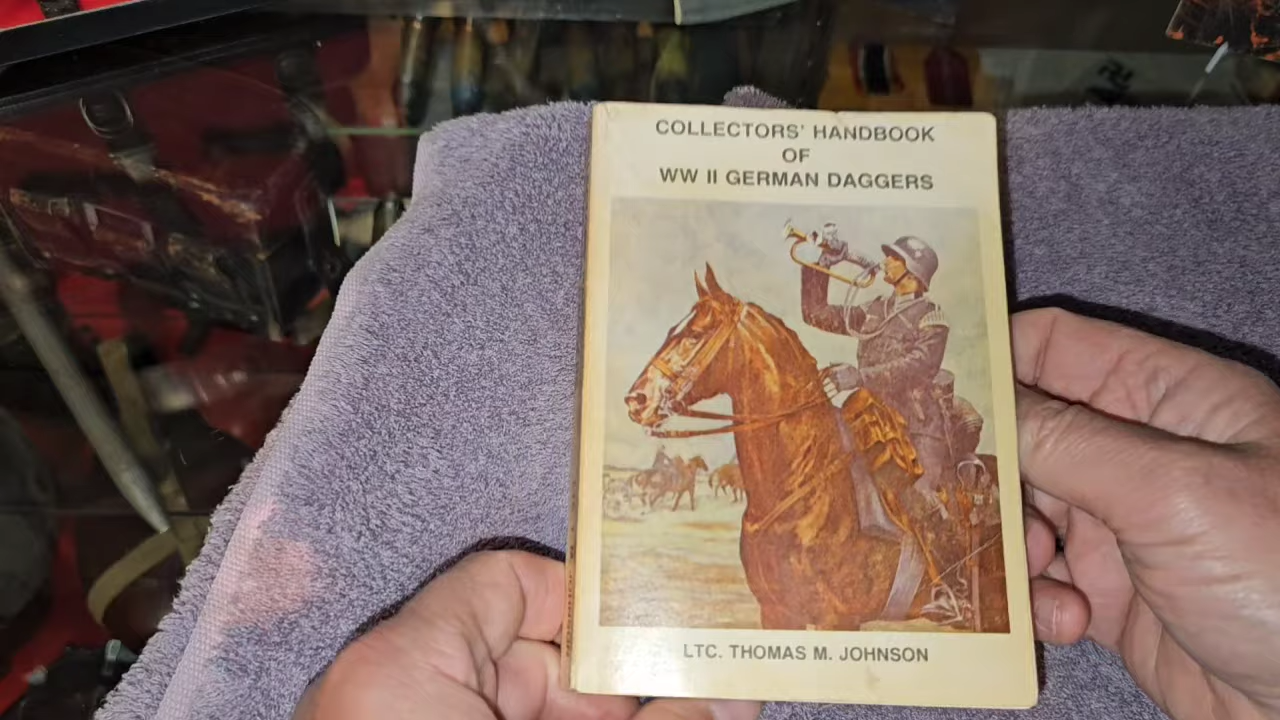 COLLECTORS' HANDBOOK
OF
WW II GERMAN DAGGERS
LTC. THOMAS M. JOHNSON